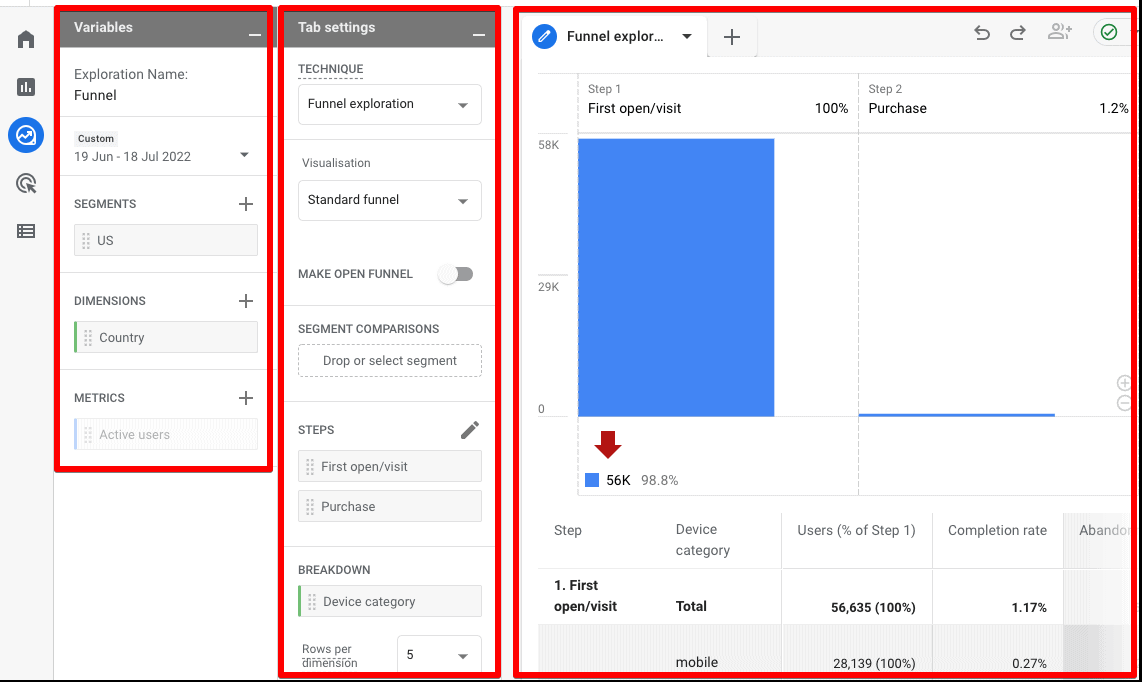 Variables
Exploration Name:
Funnel
Custom
19 Jun - 18 Jul 2022
SEGMENTS
US
DIMENSIONS
Country
METRICS
Active users
Tab settings
TECHNIQUE
Funnel exploration
Visualisation
Standard funnel
MAKE OPEN FUNNEL
SEGMENT COMPARISONS
Drop or select segment
STEPS
First open/visit
Purchase
BREAKDOWN
Device category
Rows per
dimension
5
Funnel explor...
Step 1
First open/visit 100%
Step 2
Purchase 1.2%
58K
29K
0
56K 98.8%
Step Device category Users (% of Step 1) Completion rate Abandon
1. First open/visit Total 56,635 (100%) 1.17%
mobile 28,139 (100%) 0.27%